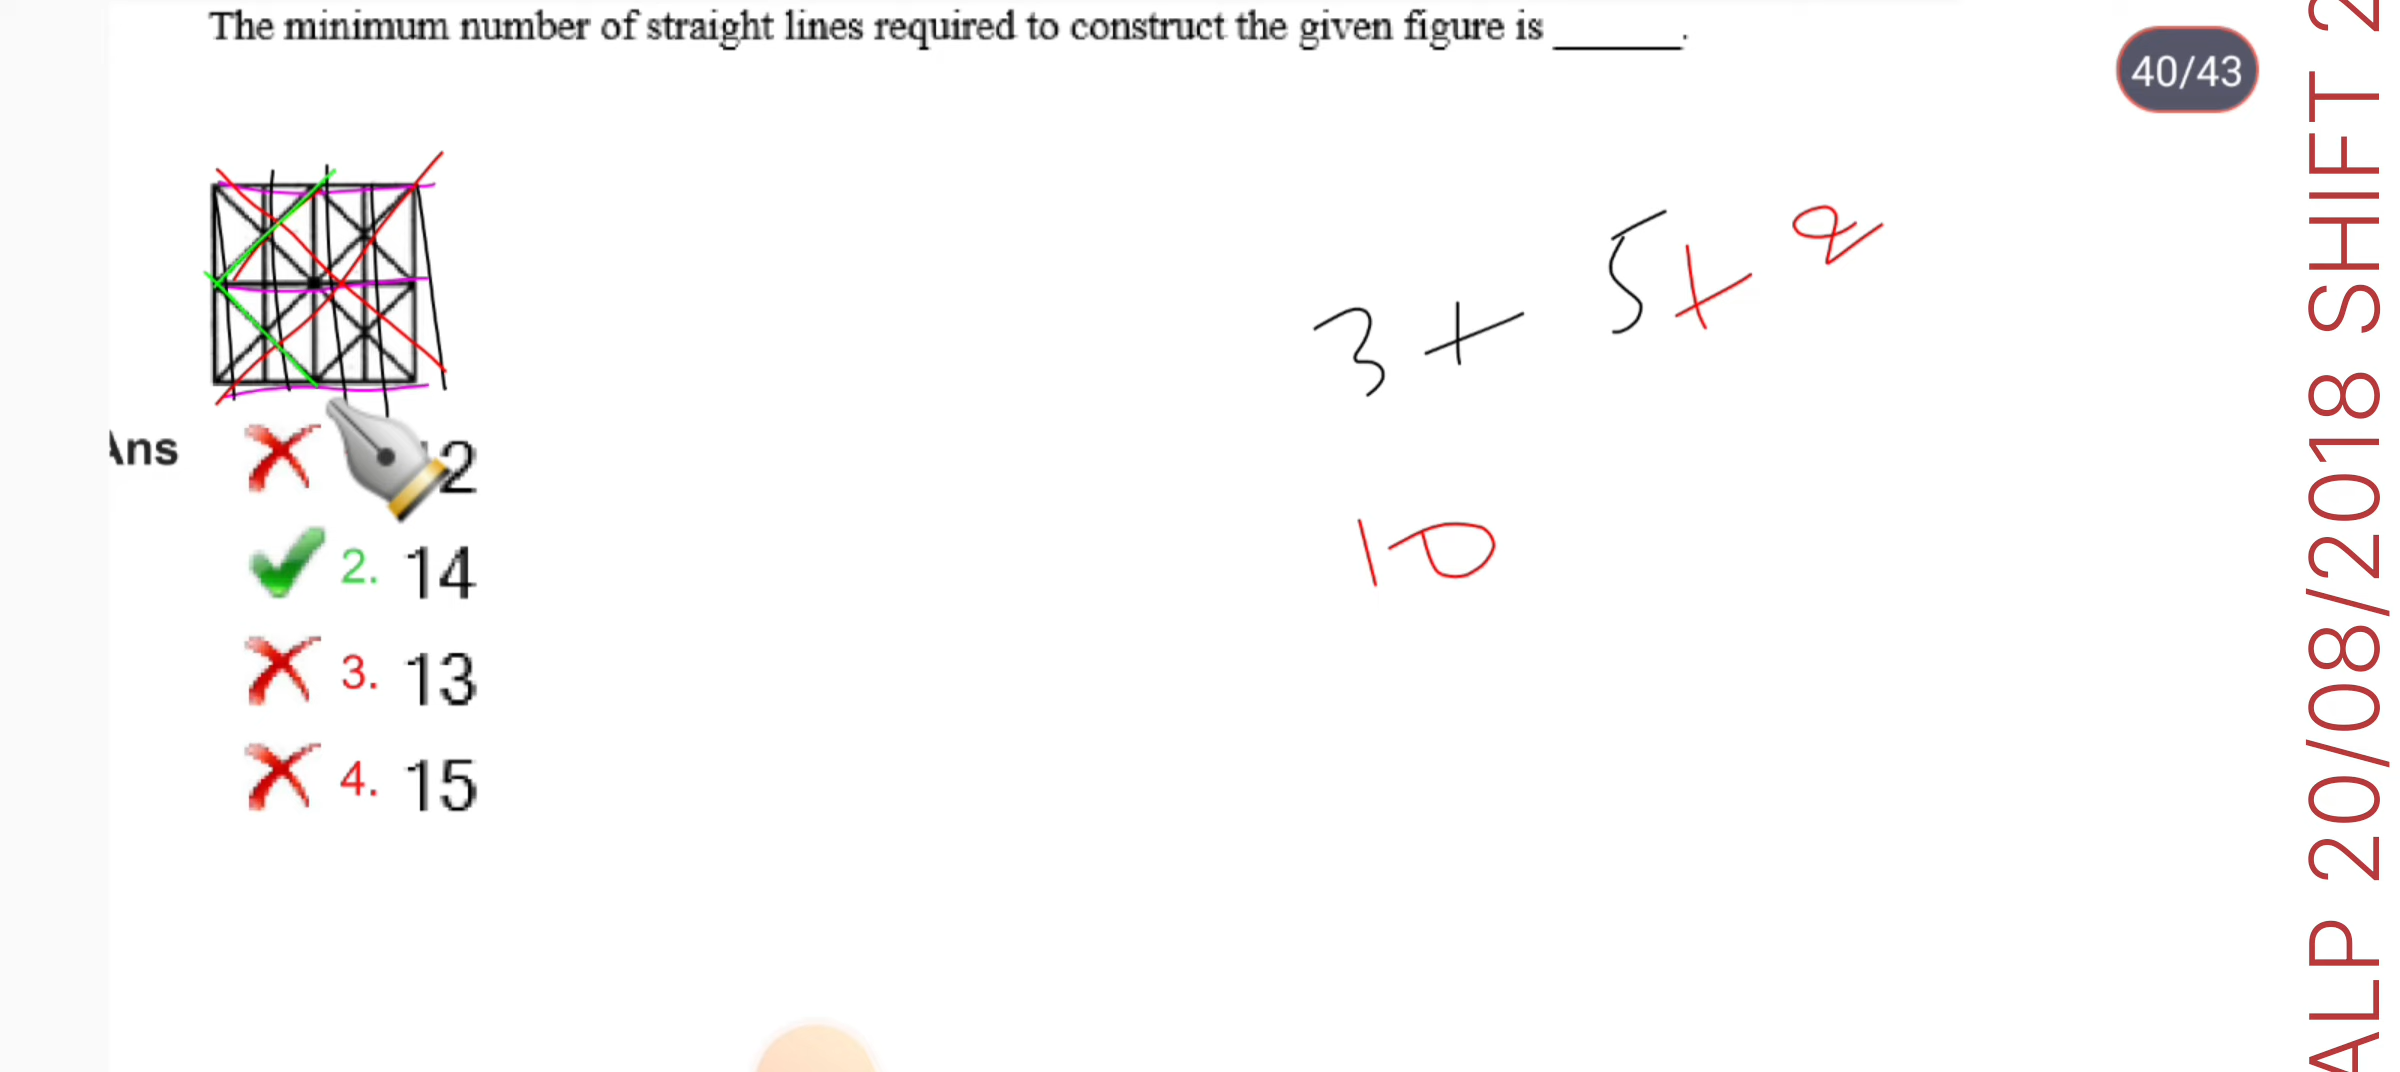 The minimum number of straight lines required to construct the given figure is ______.
40/43
3 + 5 + 2
Ans
2
2. 14
10
3. 13
4. 15
ALP 20/08/2018 SHIFT 2